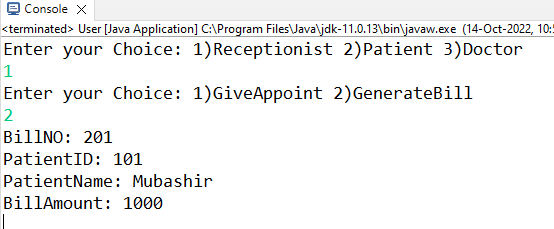 Console
<terminated> User [Java Application] C:\Program Files\Java\jdk-11.0.13\bin\javaw.exe (14-Oct-2022, 10:
Enter your Choice: 1)Receptionist 2)Patient 3)Doctor
1
Enter your Choice: 1)GiveAppoint 2)GenerateBill
2
BillNO: 201
PatientID: 101
PatientName: Mubashir
BillAmount: 1000